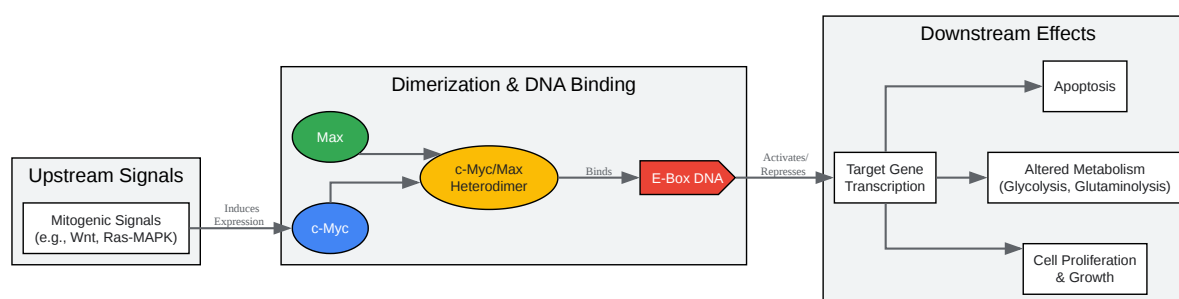 Upstream Signals
Mitogenic Signals
(e.g., Wnt, Ras-MAPK)
Induces
Expression
Dimerization & DNA Binding
Max
c-Myc
c-Myc/Max
Heterodimer
Binds
E-Box DNA
Activates/
Represses
Downstream Effects
Target Gene
Transcription
Apoptosis
Altered Metabolism
(Glycolysis, Glutaminolysis)
Cell Proliferation
& Growth